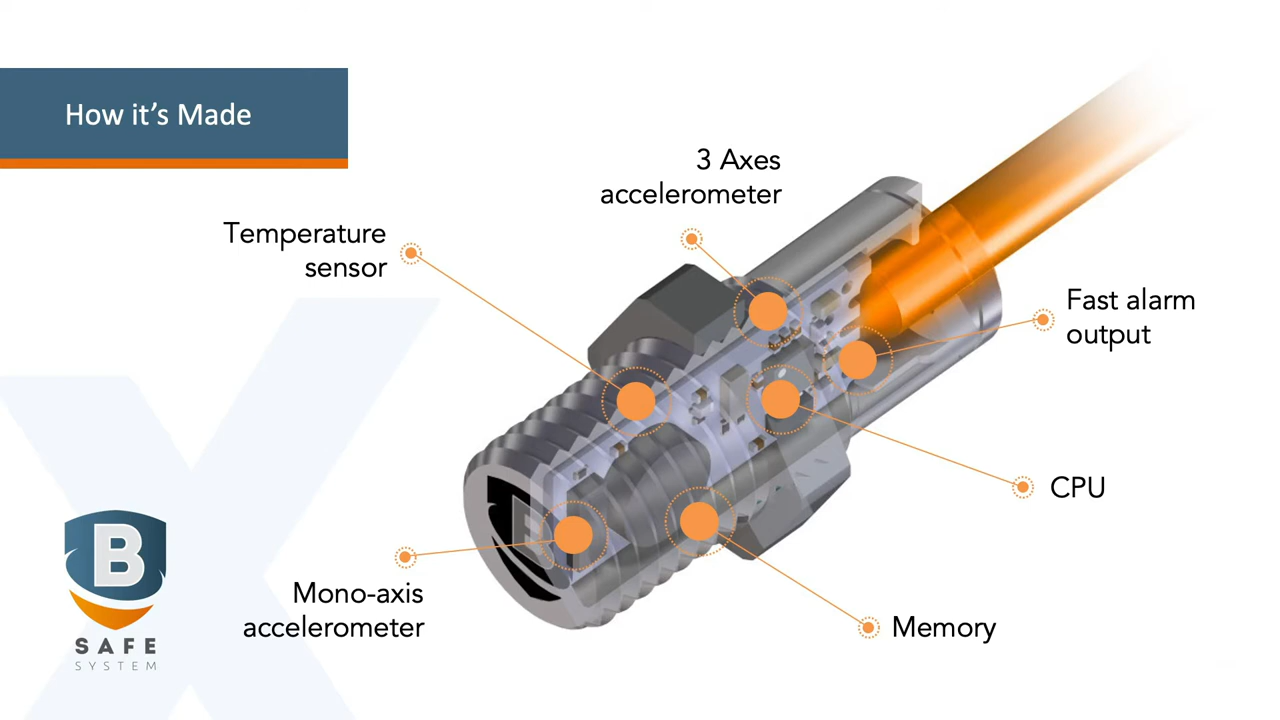 How it's Made
3 Axes
accelerometer
Temperature
sensor
Fast alarm
output
CPU
Mono-axis
accelerometer
Memory
B
SAFE
SYSTEM